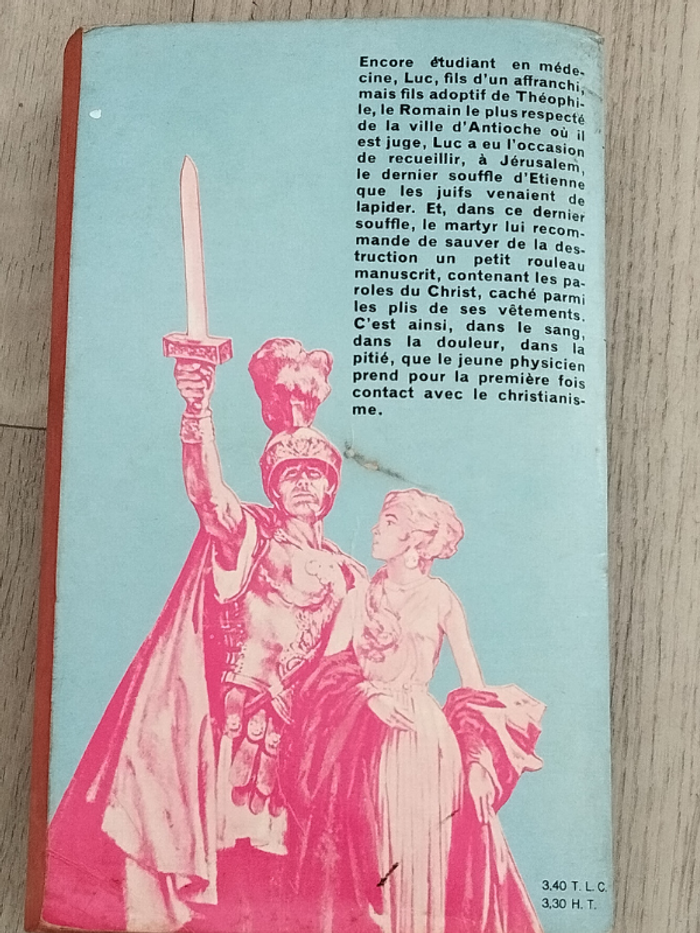 Encore étudiant en méde-
cine, Luc, fils d'un affranchi,
mais fils adoptif de Théophi-
le, le Romain le plus respecté
de la ville d'Antioche où il
est juge, Luc a eu l'occasion
de recueillir, à Jérusalem,
le dernier souffle d'Etienne
que les juifs venaient de
lapider. Et, dans ce dernier
souffle, le martyr lui recom-
mande de sauver de la des-
truction un petit rouleau
manuscrit, contenant les pa-
roles du Christ, caché parmi
les plis de ses vêtements.
C'est ainsi, dans le sang,
dans la douleur, dans la
pitié, que le jeune physicien
prend pour la première fois
contact avec le christianis-
me.
3,40 T. L. C.
3,30 H. T.